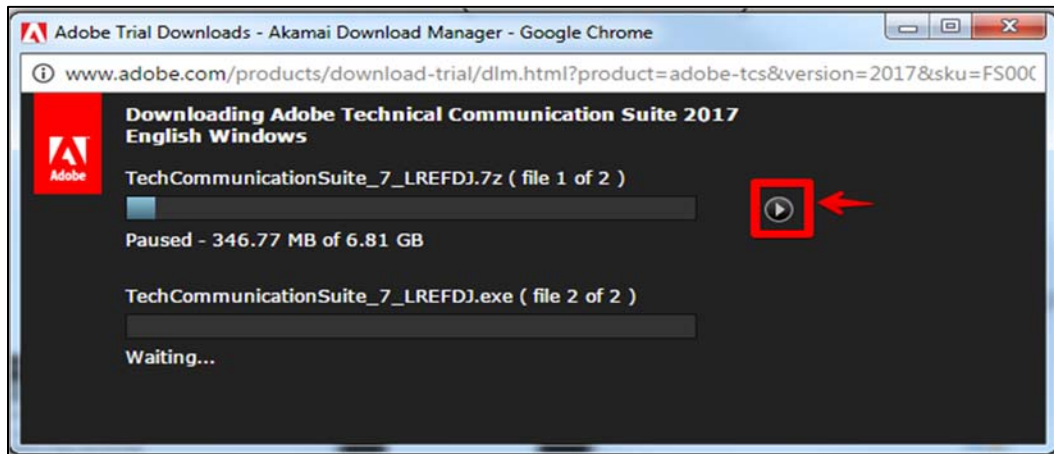 Adobe Trial Downloads - Akamai Download Manager - Google Chrome
www.adobe.com/products/download-trial/dlm.html?product=adobe-tcs&version=2017&sku=FS000
Downloading Adobe Technical Communication Suite 2017
English Windows
Adobe
TechCommunicationSuite_7_LREFDJ.7z ( file 1 of 2 )
Paused - 346.77 MB of 6.81 GB
TechCommunicationSuite_7_LREFDJ.exe ( file 2 of 2 )
Waiting...